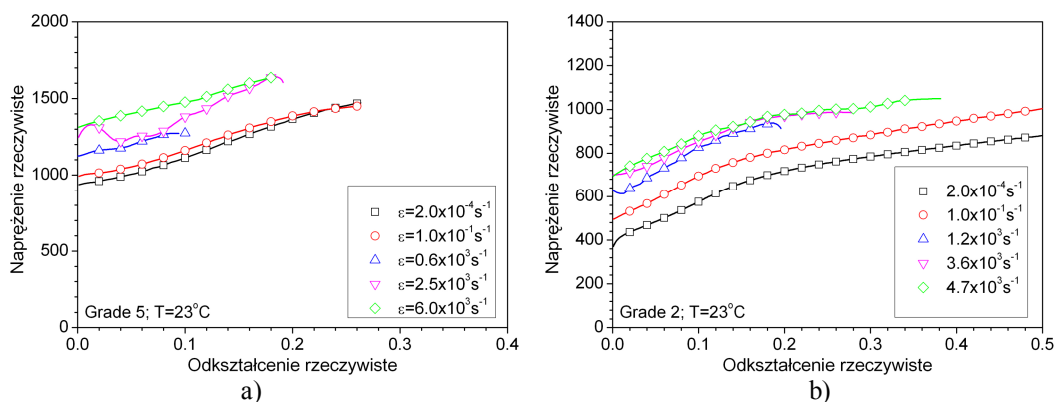 2000
1500
1000
500
0
Naprężenie rzeczywiste
ε=2.0x10⁻⁴s⁻¹
ε=1.0x10⁻¹s⁻¹
ε=0.6x10³s⁻¹
ε=2.5x10³s⁻¹
ε=6.0x10³s⁻¹
Grade 5; T=23°C
0.0 0.1 0.2 0.3 0.4
Odkształcenie rzeczywiste
a)
1400
1200
1000
800
600
400
200
0
Naprężenie rzeczywiste
2.0x10⁻⁴s⁻¹
1.0x10⁻¹s⁻¹
1.2x10³s⁻¹
3.6x10³s⁻¹
4.7x10³s⁻¹
Grade 2; T=23°C
0.0 0.1 0.2 0.3 0.4 0.5
Odkształcenie rzeczywiste
b)